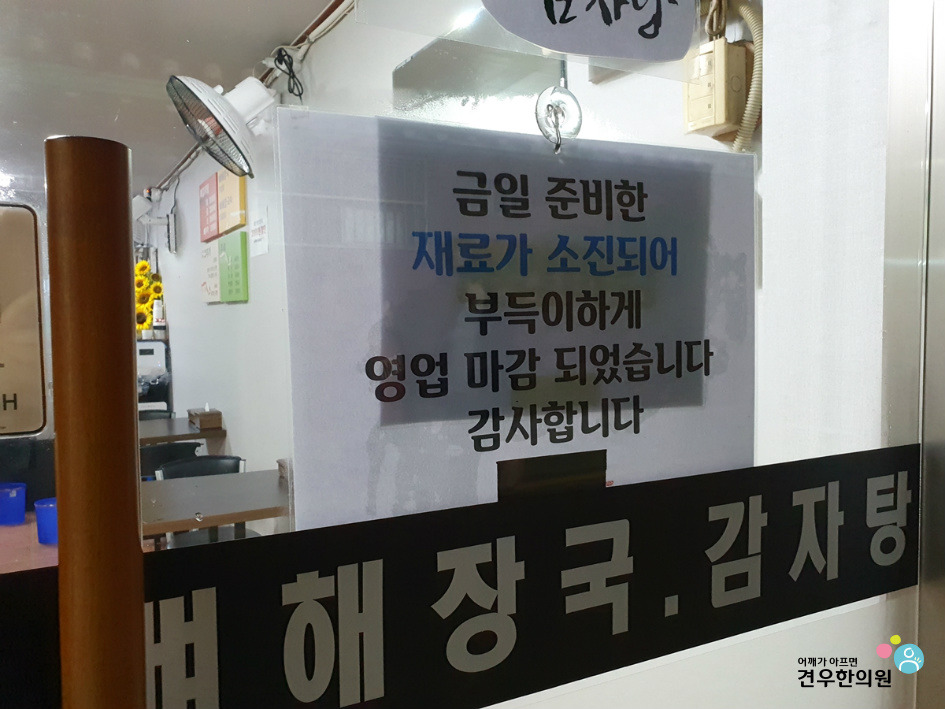 금일 준비한
재료가 소진되어
부득이하게
영업 마감 되었습니다
감사합니다
뼈해장국.감자탕
H
어깨가 아프면
견우한의원